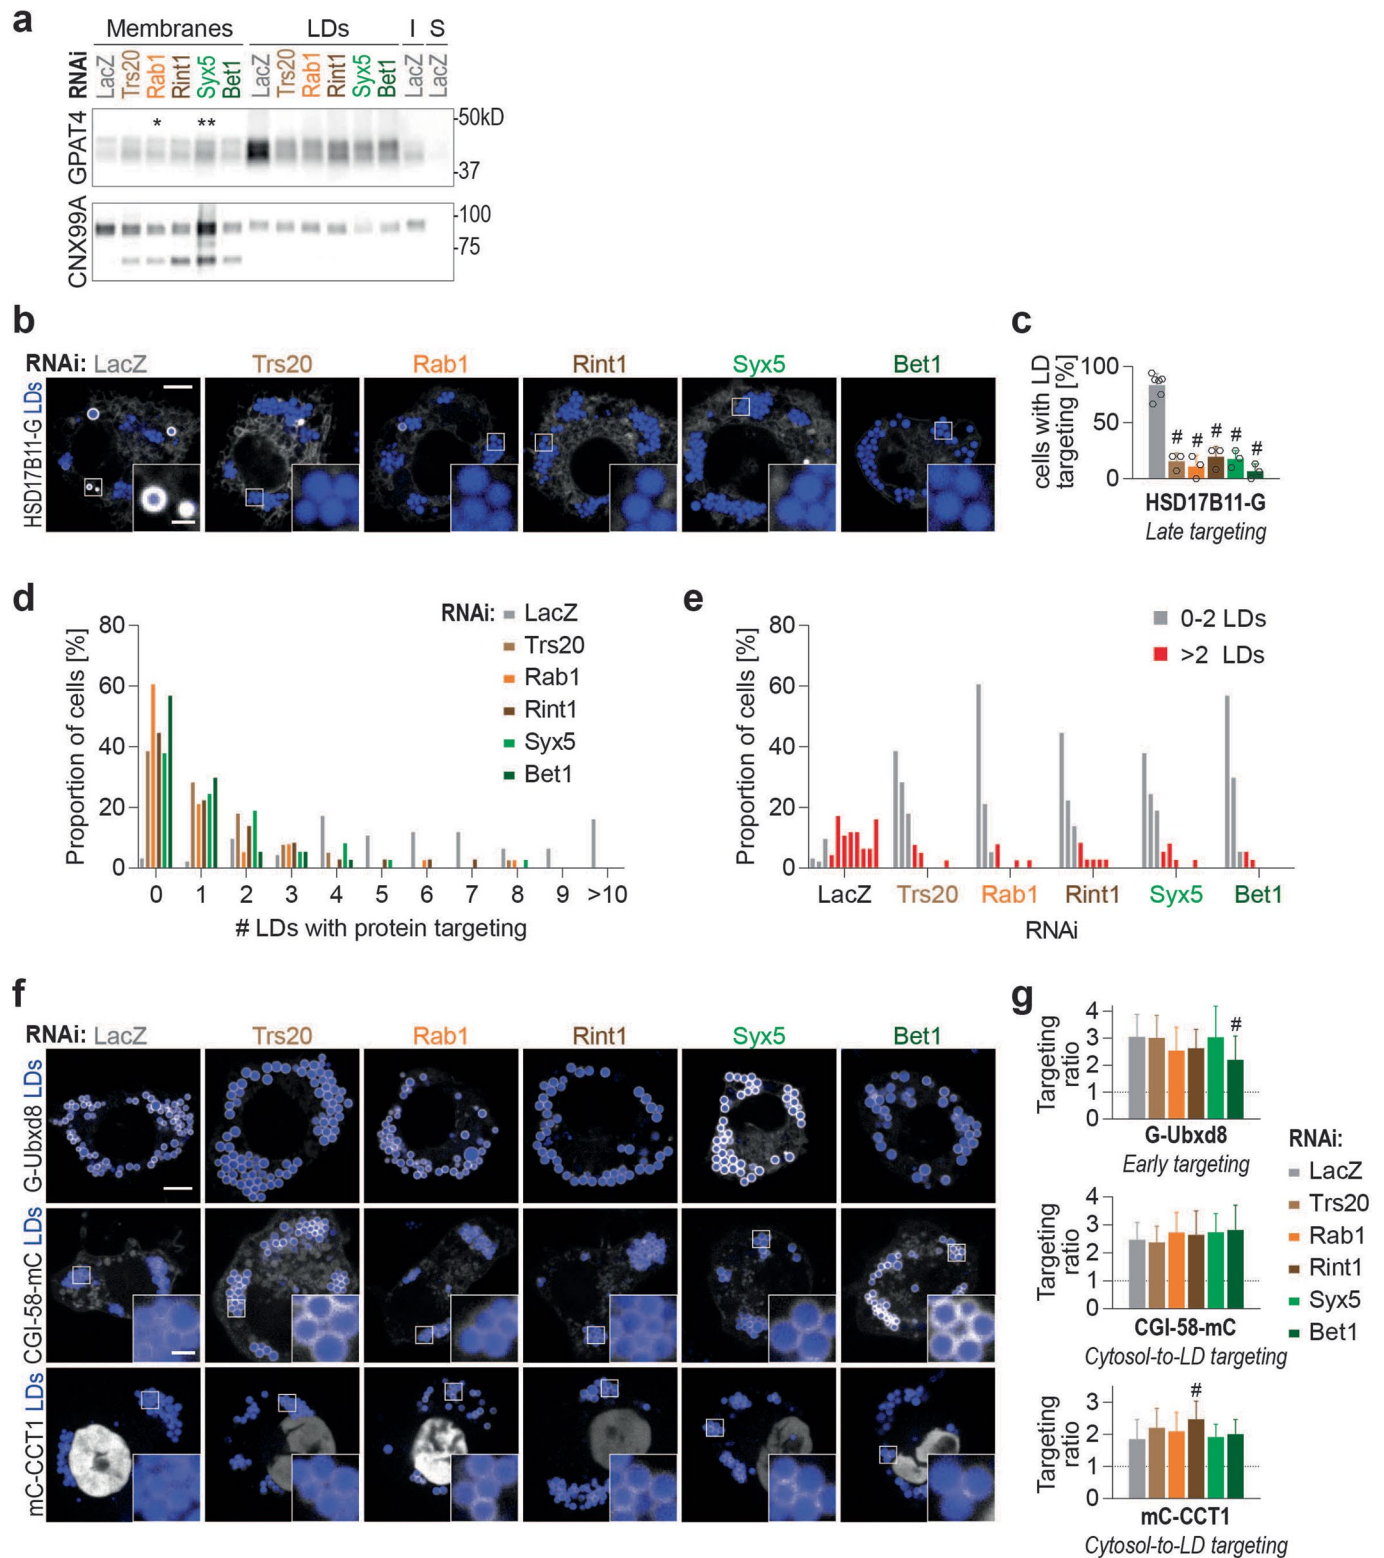 a
Membranes LDs I S
RNAi LacZ Trs20 Rab1 Rint1 Syx5 Bet1 LacZ Trs20 Rab1 Rint1 Syx5 Bet1 LacZ LacZ
GPAT4 * ** -50kD
-37
CNX99A -100
-75
b
RNAi: LacZ Trs20 Rab1 Rint1 Syx5 Bet1
HSD17B11-G LDs
c
cells with LD
targeting [%]
100
50
0
# # # # #
HSD17B11-G
Late targeting
d
Proportion of cells [%]
80
60
40
20
0
RNAi: LacZ
Trs20
Rab1
Rint1
Syx5
Bet1
0 1 2 3 4 5 6 7 8 9 >10
# LDs with protein targeting
e
Proportion of cells [%]
80
60
40
20
0
0-2 LDs
>2 LDs
LacZ Trs20 Rab1 Rint1 Syx5 Bet1
RNAi
f
RNAi: LacZ Trs20 Rab1 Rint1 Syx5 Bet1
G-Ubxd8 LDs
CGI-58-mC LDs
mC-CCT1 LDs
g
Targeting
ratio
4
3
2
1
0
#
G-Ubxd8
Early targeting
Targeting
ratio
4
3
2
1
0
CGI-58-mC
Cytosol-to-LD targeting
Targeting
ratio
3
2
1
0
#
mC-CCT1
Cytosol-to-LD targeting
RNAi:
LacZ
Trs20
Rab1
Rint1
Syx5
Bet1